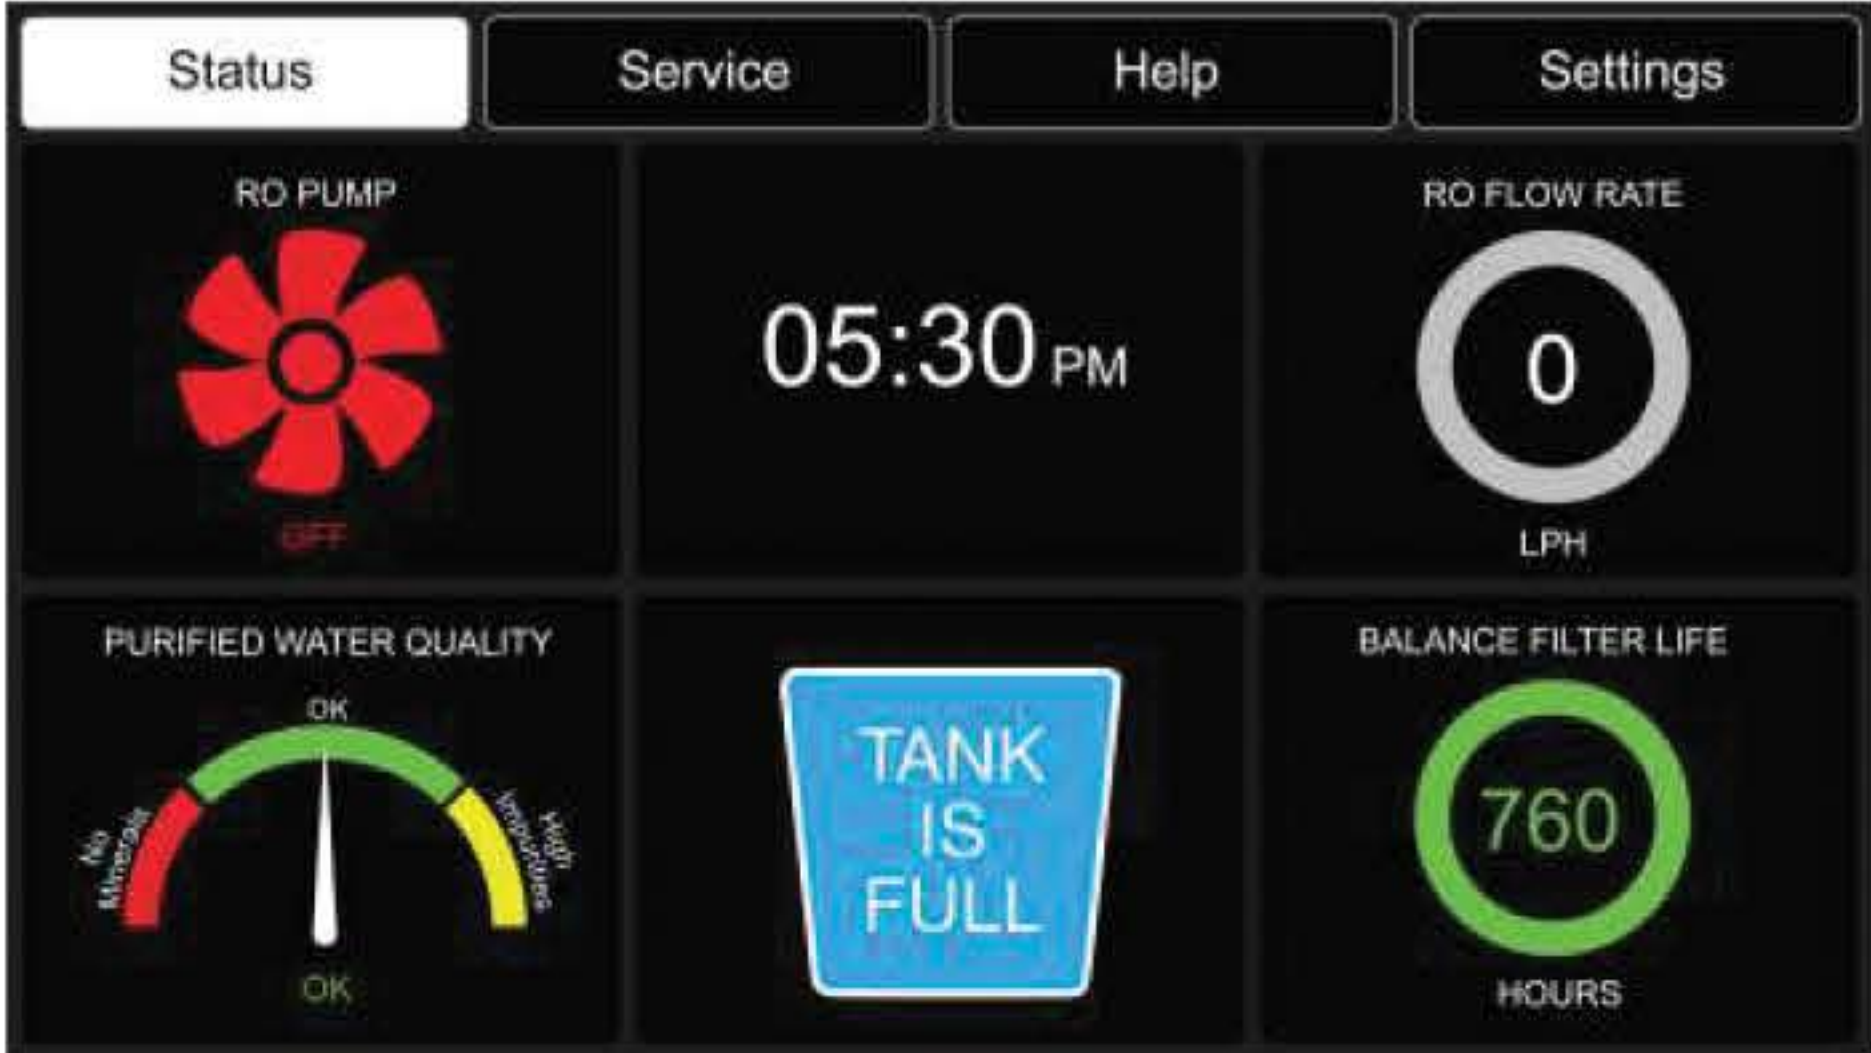 Status
Service
Help
Settings
RO PUMP
OFF
05:30 PM
RO FLOW RATE
0
LPH
PURIFIED WATER QUALITY
OK
No
Minerals
High
Impurities
OK
TANK
IS
FULL
BALANCE FILTER LIFE
760
HOURS